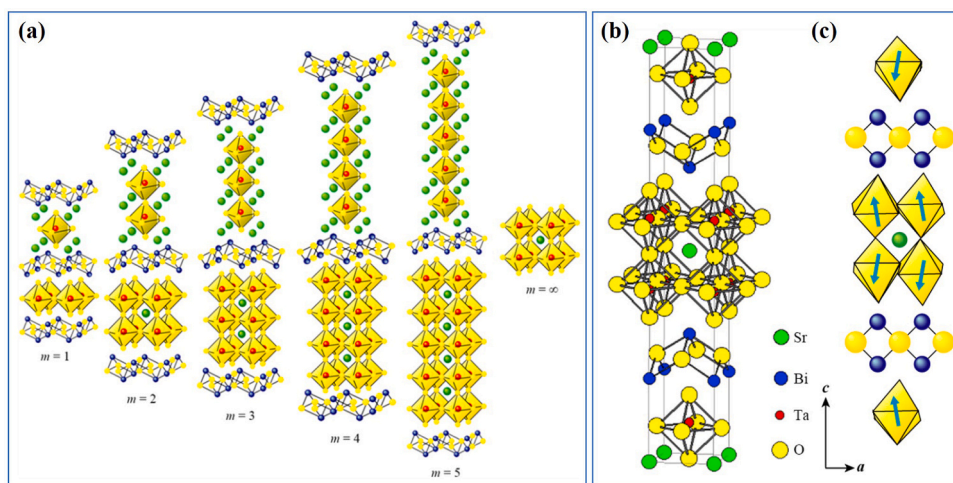 (a)
m = 1
m = 2
m = 3
m = 4
m = 5
m = ∞
(b)
Sr
Bi
Ta
O
(c)
c
a